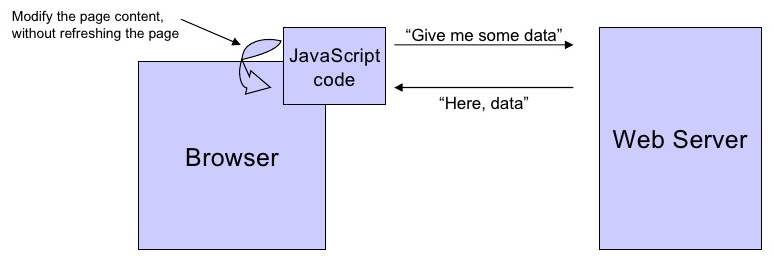 Modify the page content,
without refreshing the page
JavaScript
code
“Give me some data”
“Here, data”
Browser
Web Server